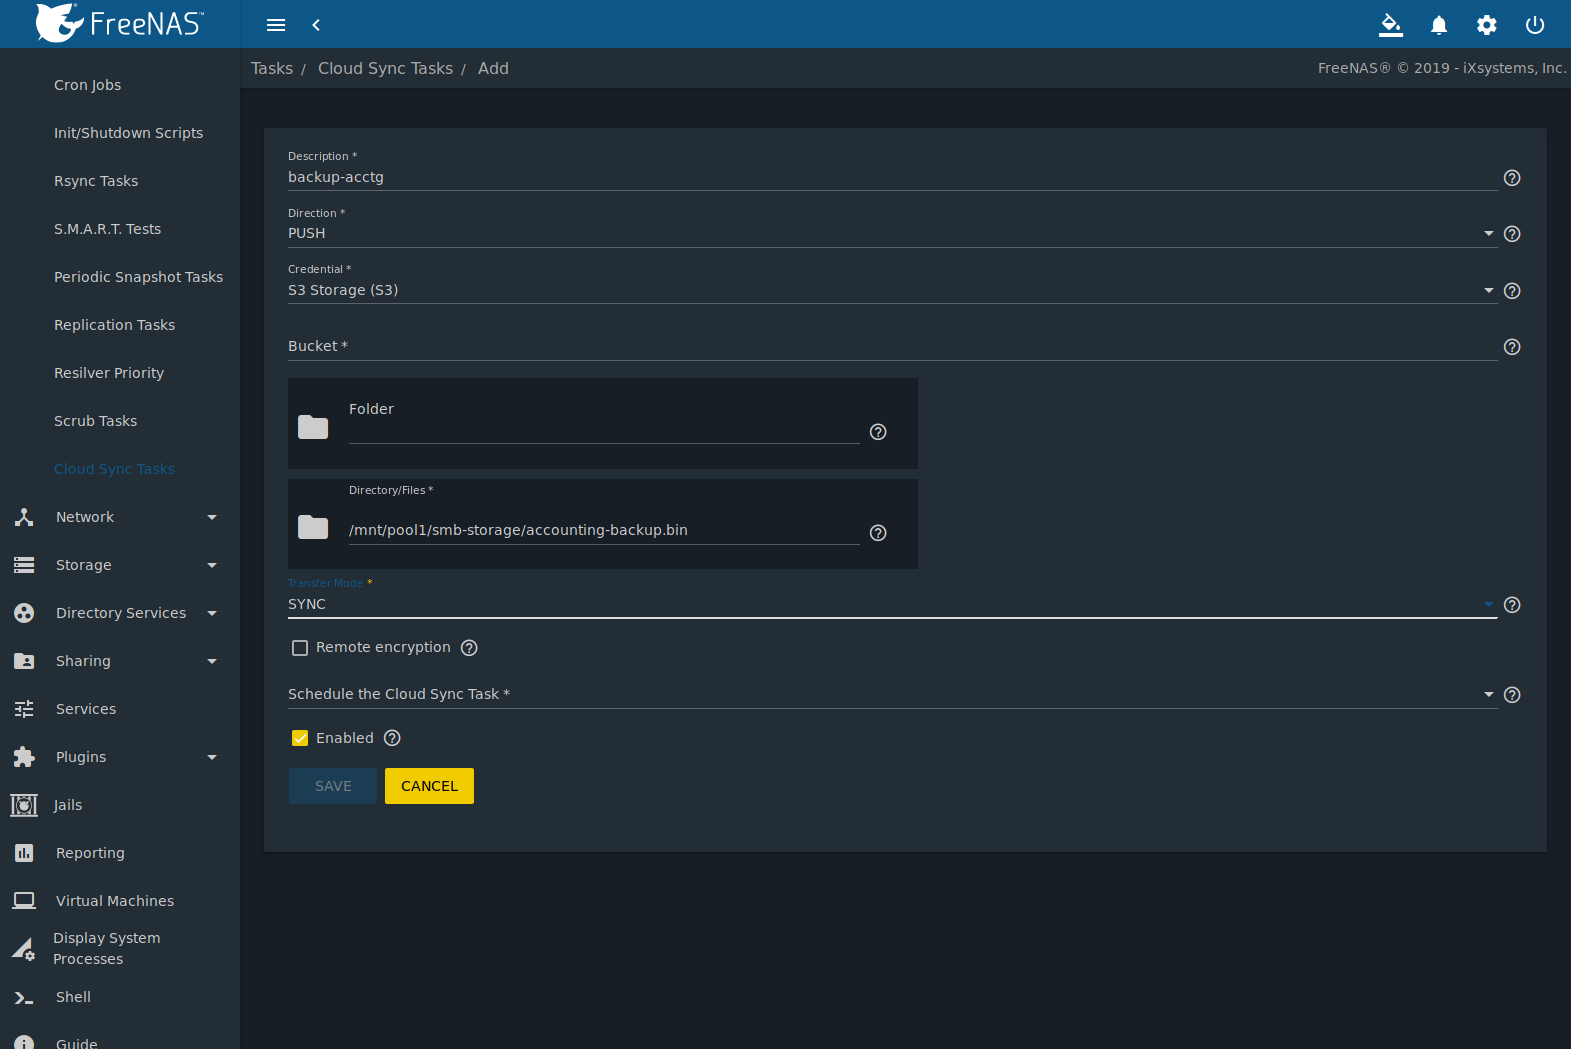 FreeNAS™
Tasks / Cloud Sync Tasks / Add
FreeNAS® © 2019 - iXsystems, Inc.
Cron Jobs
Init/Shutdown Scripts
Rsync Tasks
S.M.A.R.T. Tests
Periodic Snapshot Tasks
Replication Tasks
Resilver Priority
Scrub Tasks
Cloud Sync Tasks
Network
Storage
Directory Services
Sharing
Services
Plugins
Jails
Reporting
Virtual Machines
Display System
Processes
Shell
Guide
Description *
backup-acctg
Direction *
PUSH
Credential *
S3 Storage (S3)
Bucket *
Folder
Directory/Files *
/mnt/pool1/smb-storage/accounting-backup.bin
Transfer Mode *
SYNC
Remote encryption
Schedule the Cloud Sync Task *
Enabled
SAVE
CANCEL